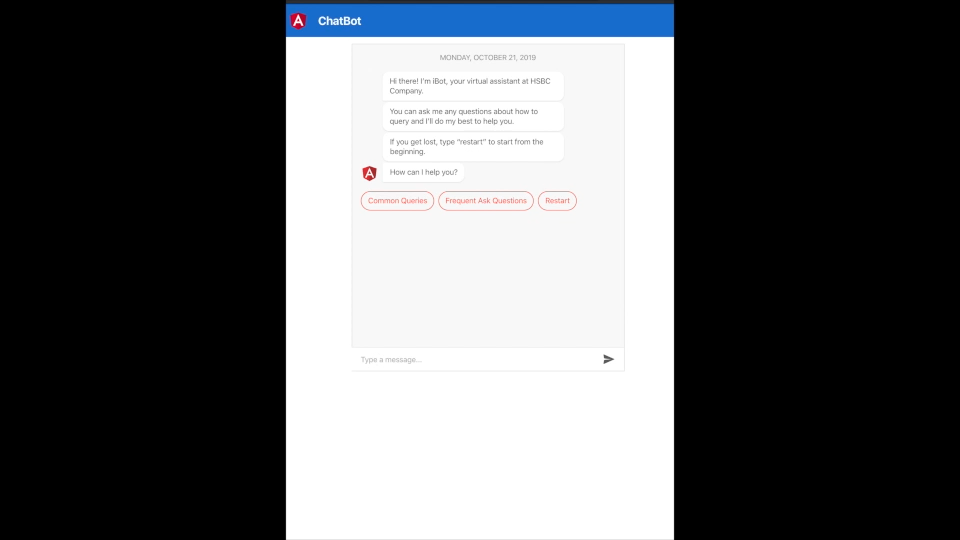 A ChatBot
MONDAY, OCTOBER 21, 2019
Hi there! I'm iBot, your virtual assistant at HSBC
Company.
You can ask me any questions about how to
query and I'll do my best to help you.
If you get lost, type "restart" to start from the
beginning.
A How can I help you?
Common Queries Frequent Ask Questions Restart
Type a message...